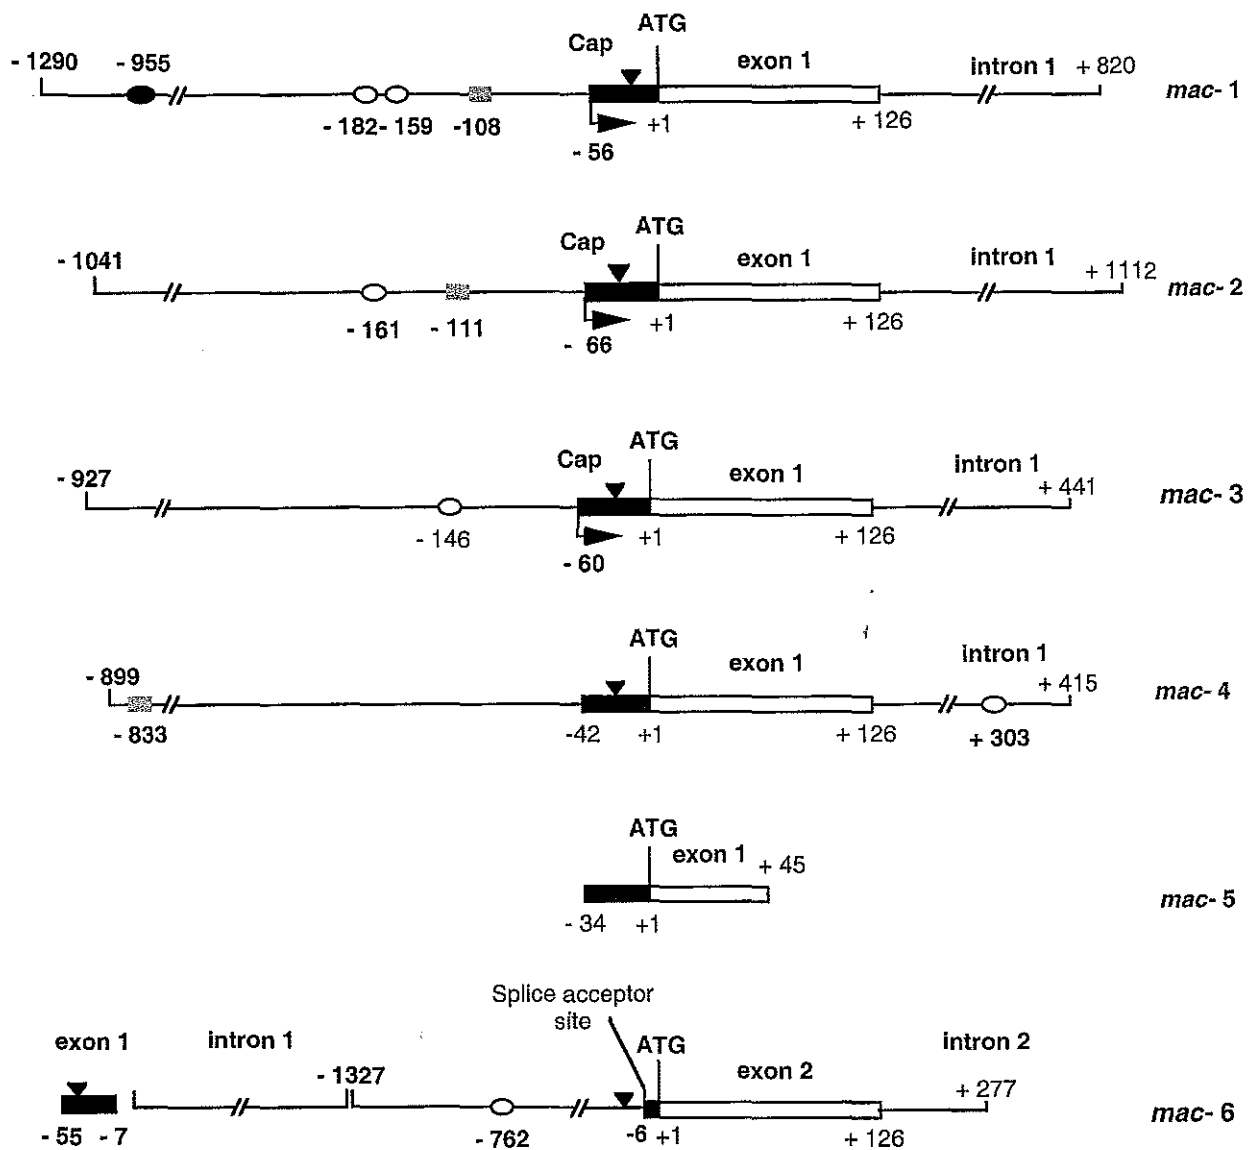 ATG
Cap
exon 1
- 1290
- 955
intron 1
+ 820
mac- 1
- 182
- 159
-108
+1
+ 126
- 56
ATG
Cap
exon 1
intron 1
- 1041
+ 1112
mac- 2
- 161
- 111
+1
+ 126
- 66
ATG
Cap
exon 1
intron 1
- 927
+ 441
mac- 3
- 146
+1
+ 126
- 60
ATG
exon 1
intron 1
- 899
+ 415
mac- 4
- 833
-42
+1
+ 126
+ 303
ATG
exon 1
+ 45
mac- 5
- 34
+1
Splice acceptor
site
exon 1
intron 1
ATG
intron 2
- 1327
exon 2
+ 277
mac- 6
- 55
- 7
- 762
-6
+1
+ 126